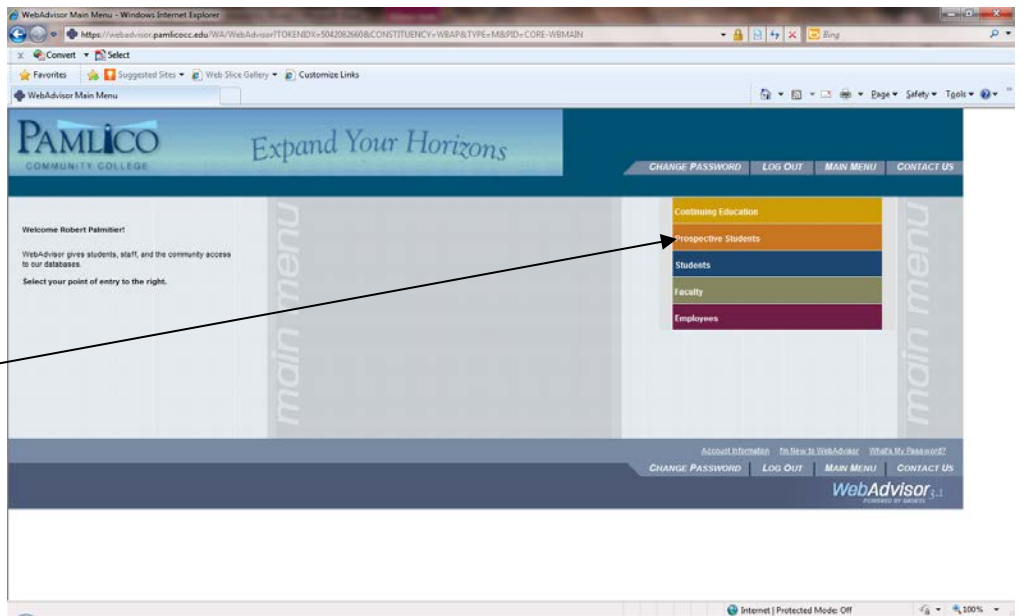 WebAdvisor Main Menu - Windows Internet Explorer
https://webadvisor.pamlicocc.edu/WA/WebAdvisor?TOKENIDX=5042082660&CONSTITUENCY=WBAP&TYPE=M&PID=CORE-WBMAIN
Bing
x Convert Select
Favorites Suggested Sites Web Slice Gallery Customize Links
WebAdvisor Main Menu
Page Safety Tools
PAMLICO
COMMUNITY COLLEGE
Expand Your Horizons
CHANGE PASSWORD LOG OUT MAIN MENU CONTACT US
Continuing Education
Prospective Students
Students
Faculty
Employees
Welcome Robert Palmitier!
WebAdvisor gives students, staff, and the community access
to our databases.
Select your point of entry to the right.
main menu
main menu
Account Information I'm New to WebAdvisor What's My Password?
CHANGE PASSWORD LOG OUT MAIN MENU CONTACT US
WebAdvisor 3.1
POWERED BY
Internet | Protected Mode: Off 100%